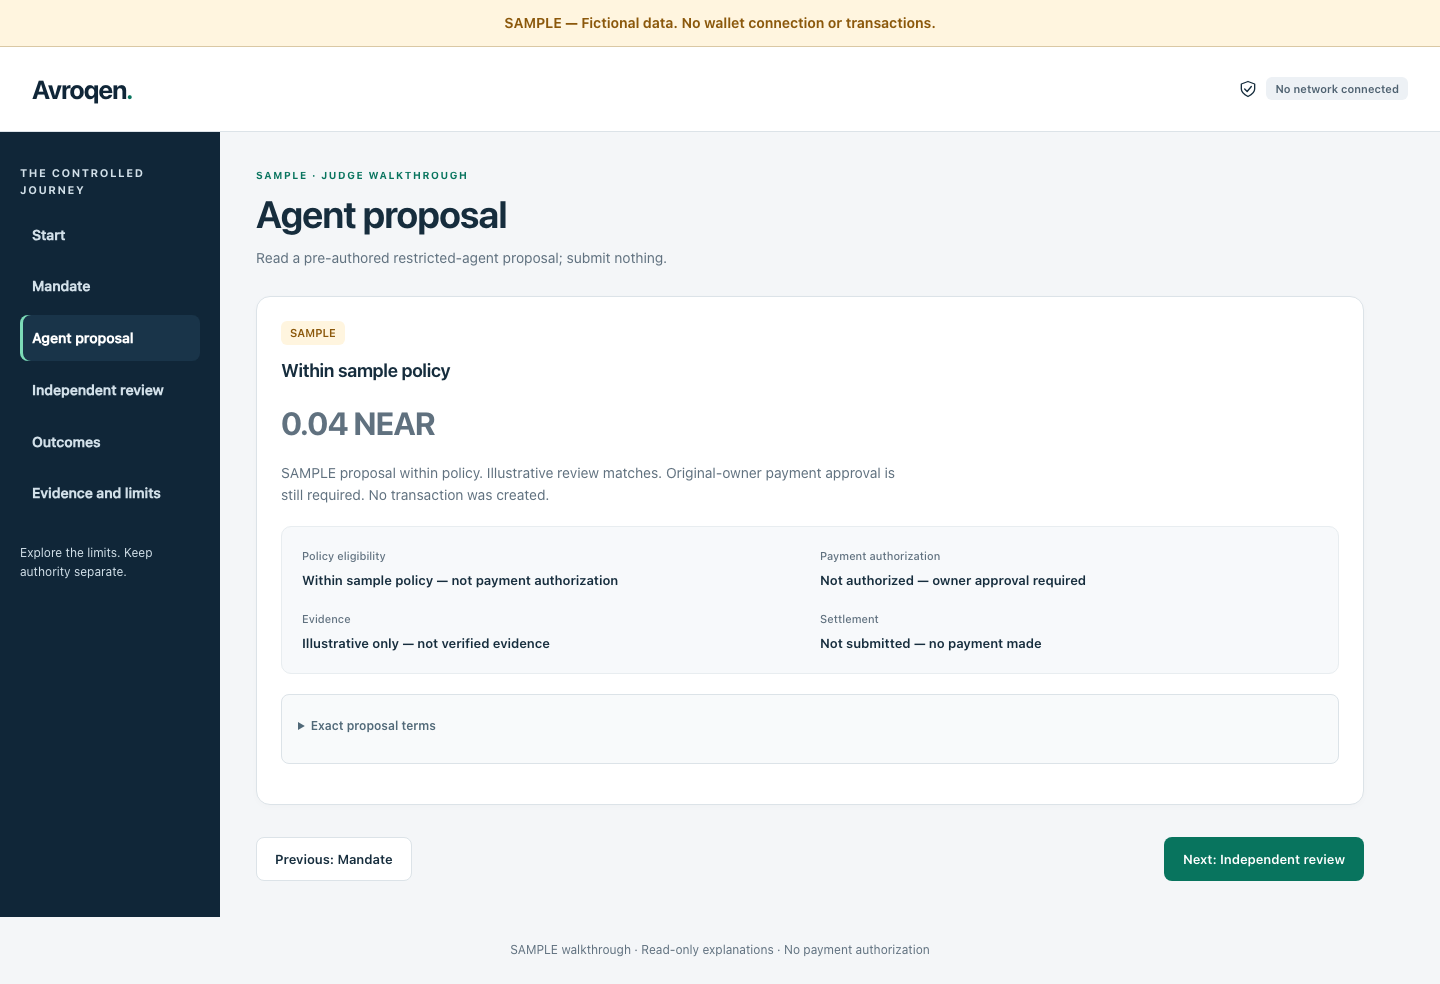 SAMPLE — Fictional data. No wallet connection or transactions.
Avroqen.
No network connected
THE CONTROLLED
JOURNEY
Start
Mandate
Agent proposal
Independent review
Outcomes
Evidence and limits
Explore the limits. Keep
authority separate.
SAMPLE · JUDGE WALKTHROUGH
Agent proposal
Read a pre-authored restricted-agent proposal; submit nothing.
SAMPLE
Within sample policy
0.04 NEAR
SAMPLE proposal within policy. Illustrative review matches. Original-owner payment approval is
still required. No transaction was created.
Policy eligibility
Within sample policy — not payment authorization
Payment authorization
Not authorized — owner approval required
Evidence
Illustrative only — not verified evidence
Settlement
Not submitted — no payment made
Exact proposal terms
Previous: Mandate
Next: Independent review
SAMPLE walkthrough · Read-only explanations · No payment authorization